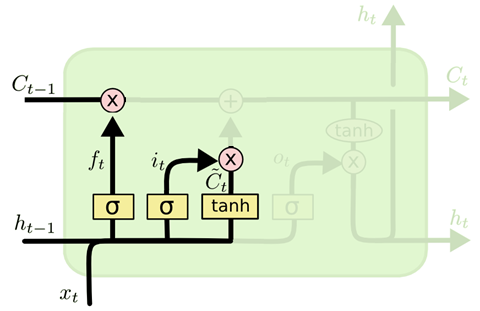 h_t
C_{t-1}
x
+
C_t
tanh
f_t
i_t
x
o_t
x
C̃_t
σ
σ
tanh
σ
h_{t-1}
h_t
x_t